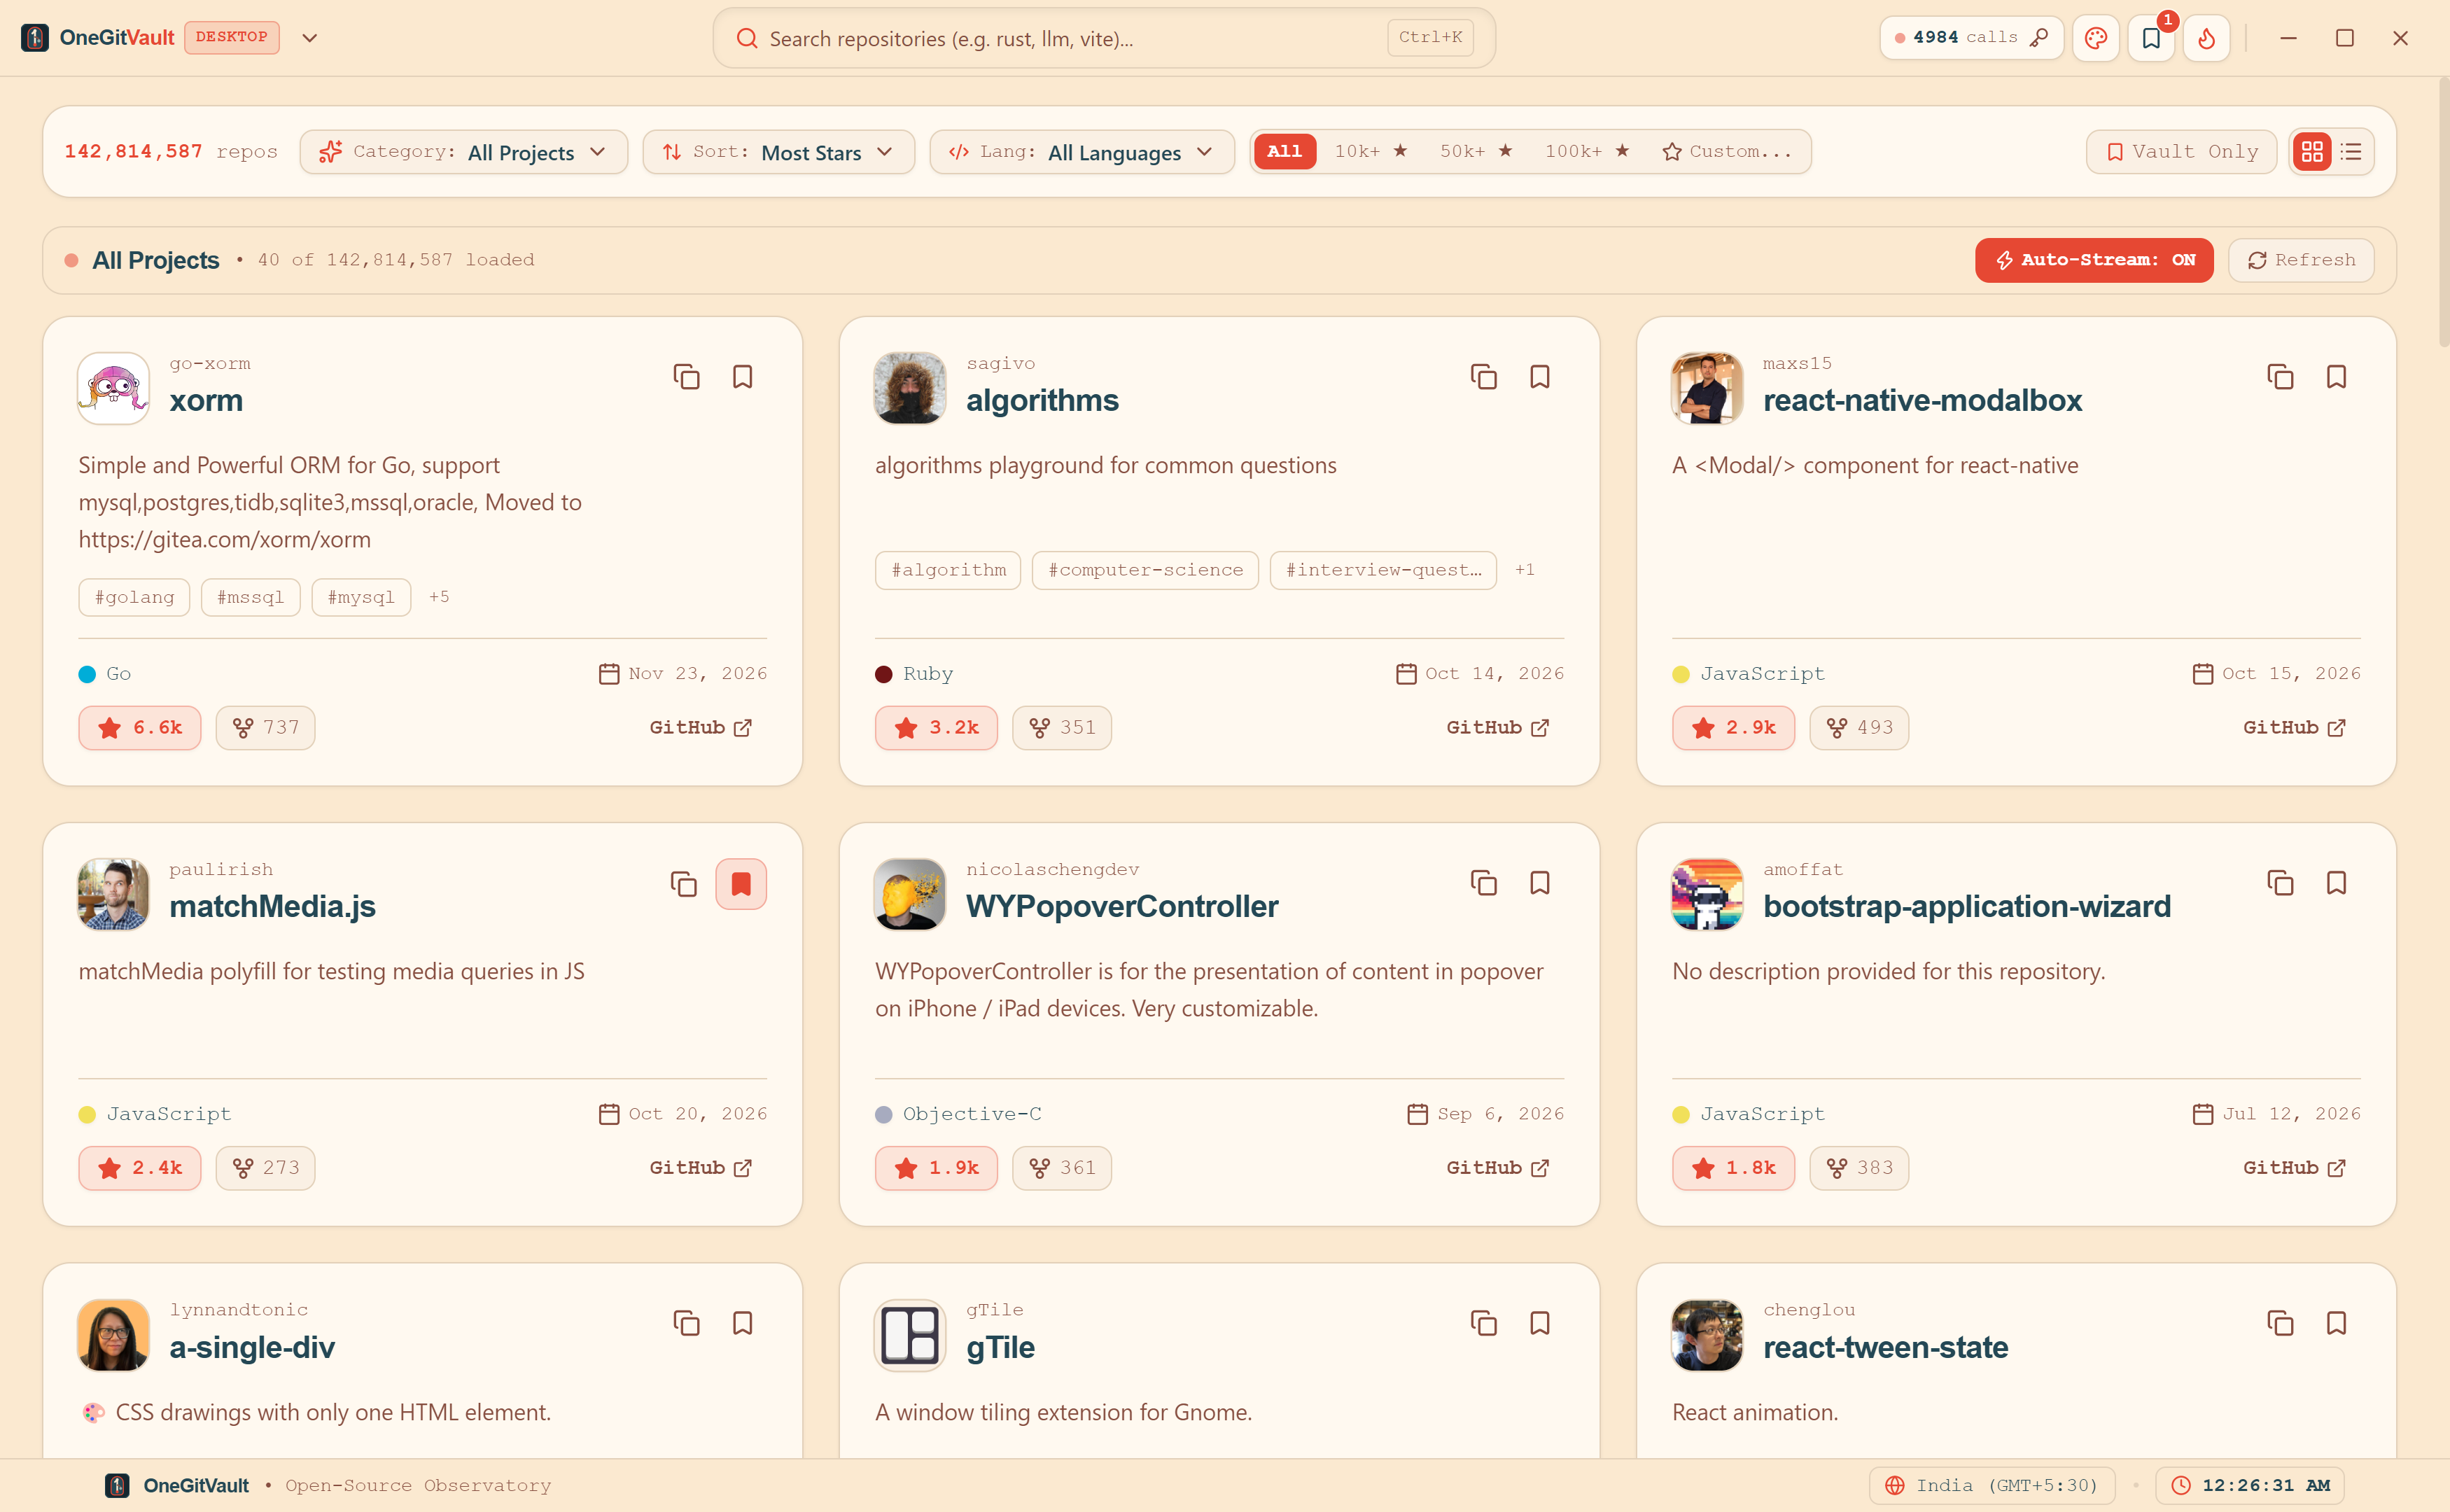 OneGitVault DESKTOP
Search repositories (e.g. rust, llm, vite)... Ctrl+K
4984 calls
1
142,814,587 repos
Category: All Projects
Sort: Most Stars
Lang: All Languages
All 10k+ ★ 50k+ ★ 100k+ ★ Custom...
Vault Only
All Projects • 40 of 142,814,587 loaded
Auto-Stream: ON
Refresh
go-xorm
xorm
Simple and Powerful ORM for Go, support
mysql,postgres,tidb,sqlite3,mssql,oracle, Moved to
https://gitea.com/xorm/xorm
#golang #mssql #mysql +5
Go Nov 23, 2026
6.6k 737 GitHub
sagivo
algorithms
algorithms playground for common questions
#algorithm #computer-science #interview-quest… +1
Ruby Oct 14, 2026
3.2k 351 GitHub
maxs15
react-native-modalbox
A <Modal/> component for react-native
JavaScript Oct 15, 2026
2.9k 493 GitHub
paulirish
matchMedia.js
matchMedia polyfill for testing media queries in JS
JavaScript Oct 20, 2026
2.4k 273 GitHub
nicolaschengdev
WYPopoverController
WYPopoverController is for the presentation of content in popover
on iPhone / iPad devices. Very customizable.
Objective-C Sep 6, 2026
1.9k 361 GitHub
amoffat
bootstrap-application-wizard
No description provided for this repository.
JavaScript Jul 12, 2026
1.8k 383 GitHub
lynnandtonic
a-single-div
🎨 CSS drawings with only one HTML element.
gTile
gTile
A window tiling extension for Gnome.
chenglou
react-tween-state
React animation.
OneGitVault • Open-Source Observatory
India (GMT+5:30) • 12:26:31 AM